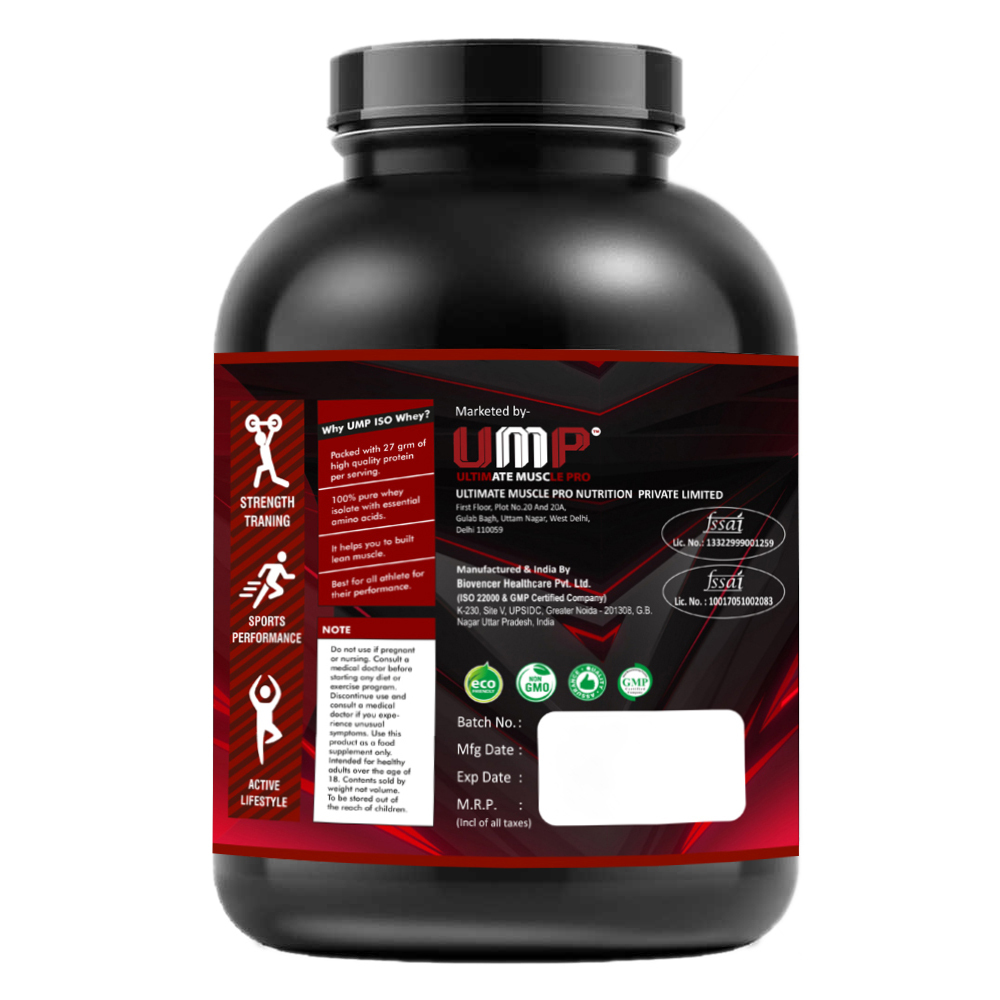 STRENGTH
TRANING
SPORTS
PERFORMANCE
ACTIVE
LIFESTYLE
Why UMP ISO Whey?
Packed with 27 grm of
high quality protein
per serving.
100% pure whey
isolate with essential
amino acids.
It helps you to built
lean muscle.
Best for all athlete for
their performance.
NOTE
Do not use if pregnant
or nursing. Consult a
medical doctor before
starting any diet or
exercise program.
Discontinue use and
consult a medical
doctor if you expe-
rience unusual
symptoms. Use this
product as a food
supplement only.
Intended for healthy
adults over the age of
18. Contents sold by
weight not volume.
To be stored out of
the reach of children.
Marketed by-
UMP™
ULTIMATE MUSCLE PRO
ULTIMATE MUSCLE PRO NUTRITION PRIVATE LIMITED
First Floor, Plot No.20 And 20A,
Gulab Bagh, Uttam Nagar, West Delhi,
Delhi 110059
fssai
Lic. No.: 13322999001259
Manufactured & India By
Biovencer Healthcare Pvt. Ltd.
(ISO 22000 & GMP Certified Company)
K-230, Site V, UPSIDC, Greater Noida - 201308, G.B.
Nagar Uttar Pradesh, India
fssai
Lic. No. : 10017051002083
eco
NON
GMO
QUALITY
GMP
Batch No. :
Mfg Date :
Exp Date :
M.R.P. :
(Incl of all taxes)